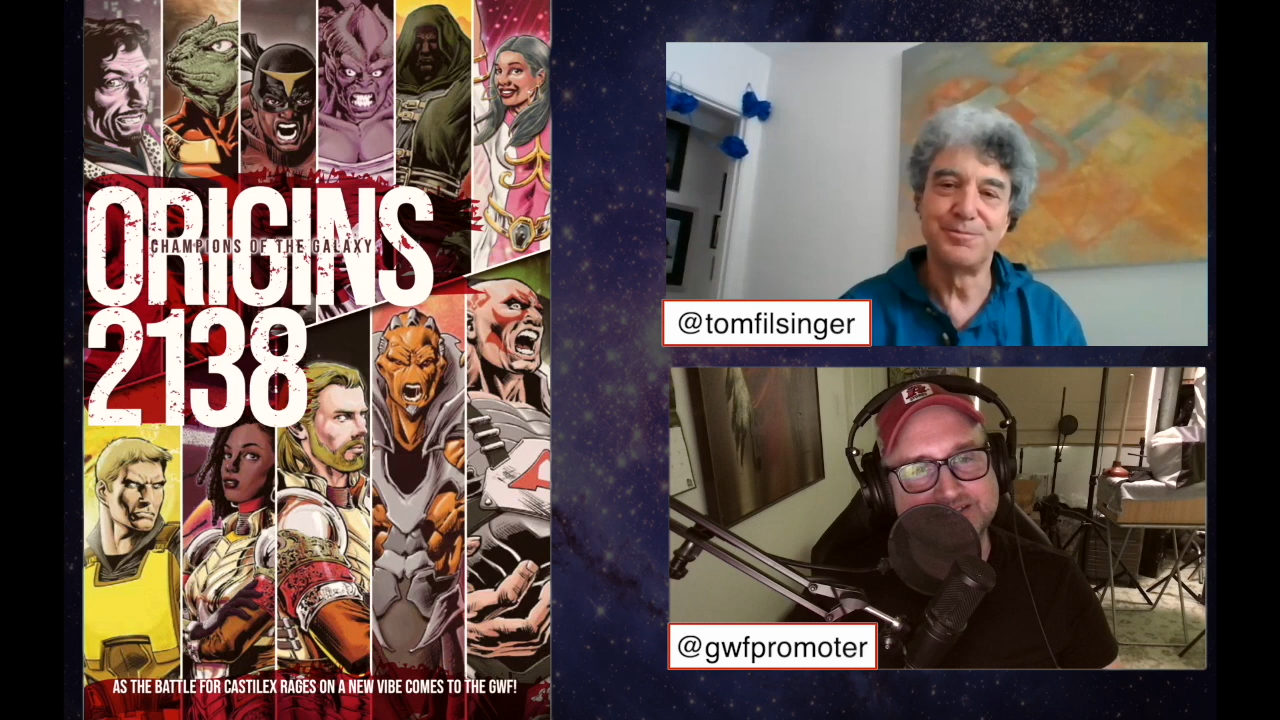 ORIGINS
CHAMPIONS OF THE GALAXY
2138
AS THE BATTLE FOR CASTILEX RAGES ON A NEW VIBE COMES TO THE GWF!
@tomfilsinger
@gwfpromoter
R